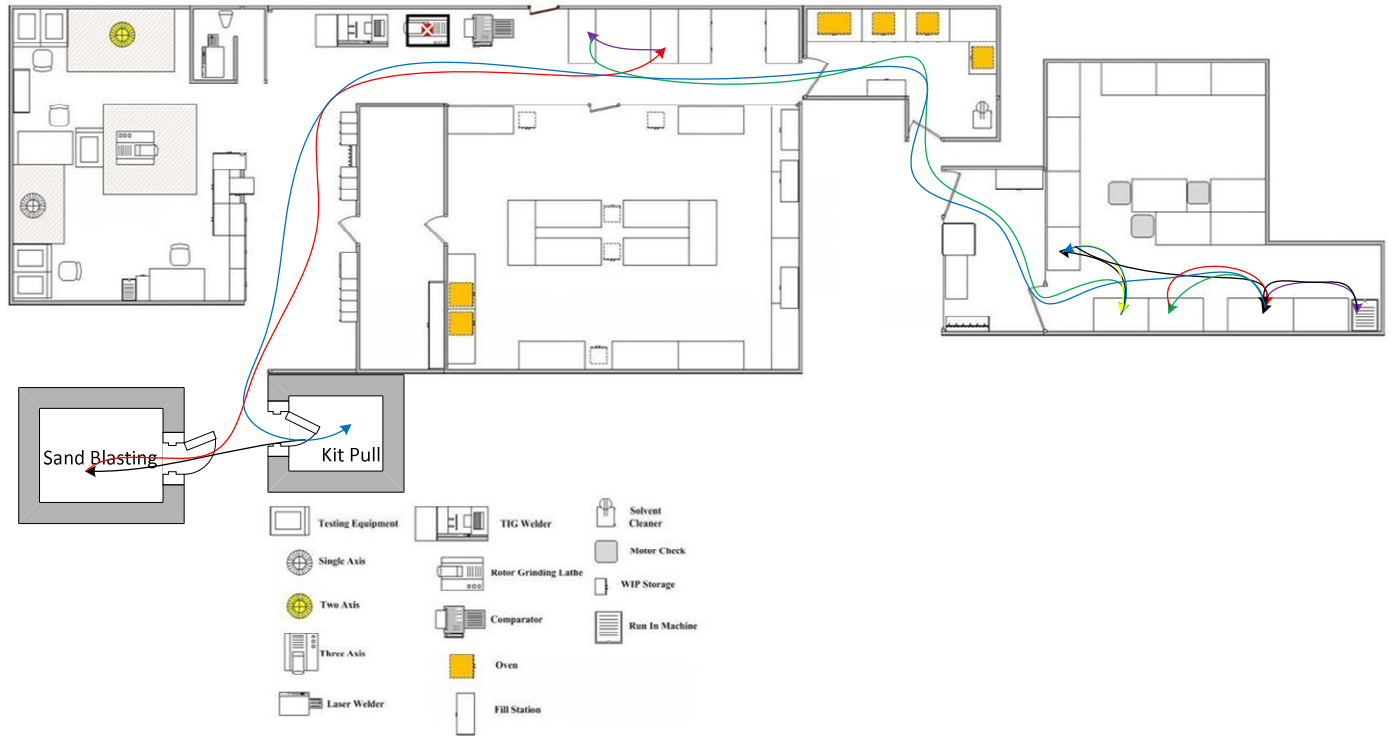 Sand Blasting
Kit Pull
Testing Equipment
TIG Welder
Solvent
Cleaner
Single Axis
Rotor Grinding Lathe
Motor Check
Two Axis
Comparator
WIP Storage
Three Axis
Oven
Run In Machine
Laser Welder
Fill Station